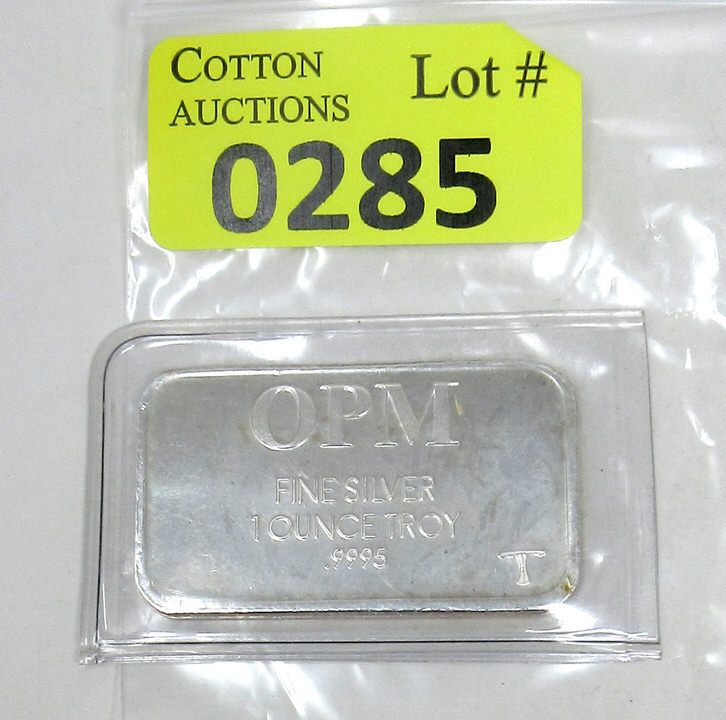 COTTON
AUCTIONS
Lot #
0285
OPM
FINE SILVER
1 OUNCE TROY
.9995
T